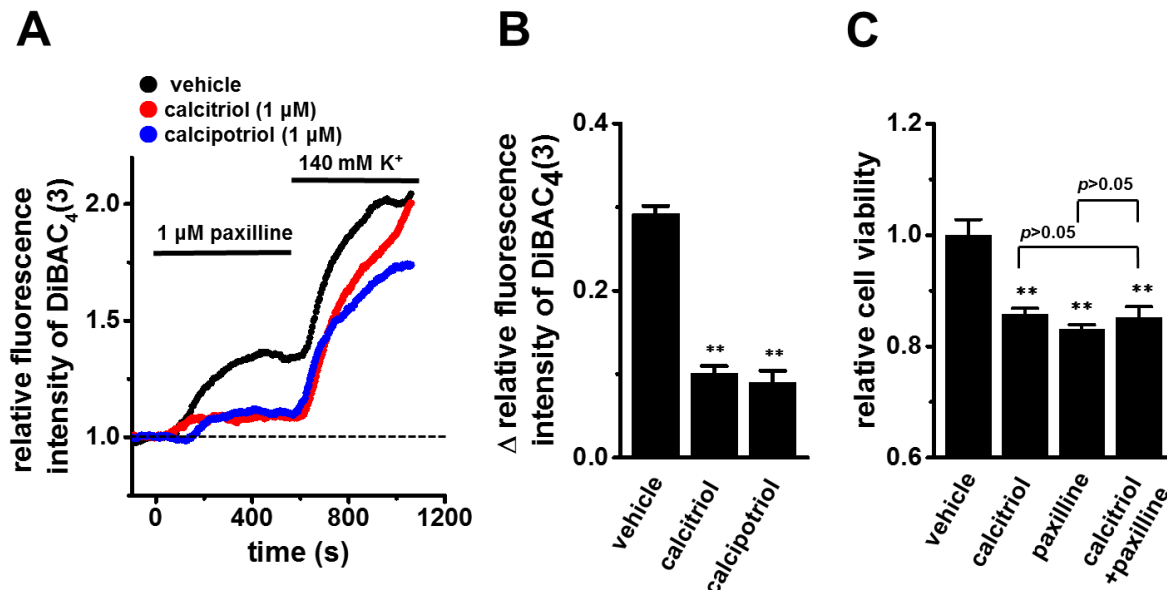 A
vehicle
calcitriol (1 µM)
calcipotriol (1 µM)
140 mM K⁺
1 µM paxilline
relative fluorescence
intensity of DiBAC₄(3)
2.0
1.5
1.0
0
400
800
1200
time (s)
B
Δ relative fluorescence
intensity of DiBAC₄(3)
0.4
0.3
0.0
**
**
vehicle
calcitriol
calcipotriol
C
relative cell viability
1.2
1.0
0.8
0.6
p>0.05
p>0.05
**
**
**
vehicle
calcitriol
paxilline
calcitriol
+paxilline